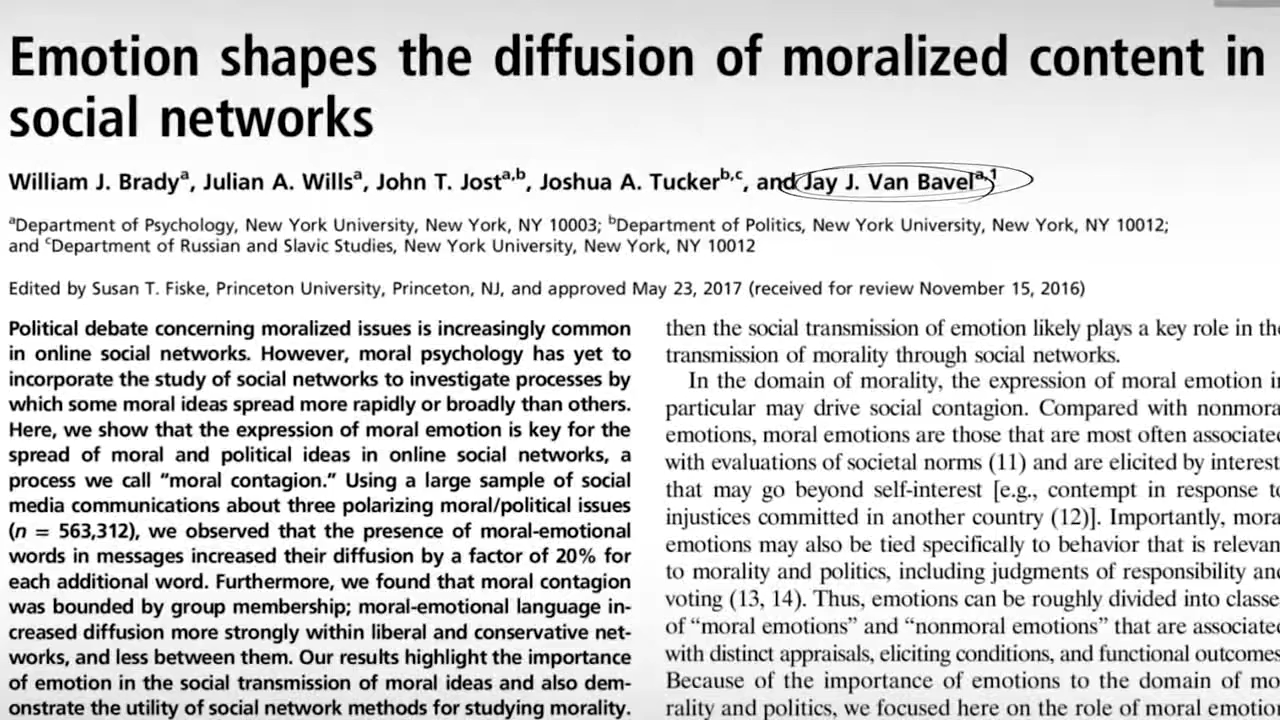 Emotion shapes the diffusion of moralized content in
social networks
William J. Bradyᵃ, Julian A. Willsᵃ, John T. Jostᵃ,ᵇ, Joshua A. Tuckerᵇ,ᶜ, and Jay J. Van Bavelᵃ,¹
ᵃDepartment of Psychology, New York University, New York, NY 10003; ᵇDepartment of Politics, New York University, New York, NY 10012;
and ᶜDepartment of Russian and Slavic Studies, New York University, New York, NY 10012
Edited by Susan T. Fiske, Princeton University, Princeton, NJ, and approved May 23, 2017 (received for review November 15, 2016)
Political debate concerning moralized issues is increasingly common
in online social networks. However, moral psychology has yet to
incorporate the study of social networks to investigate processes by
which some moral ideas spread more rapidly or broadly than others.
Here, we show that the expression of moral emotion is key for the
spread of moral and political ideas in online social networks, a
process we call “moral contagion.” Using a large sample of social
media communications about three polarizing moral/political issues
(n = 563,312), we observed that the presence of moral-emotional
words in messages increased their diffusion by a factor of 20% for
each additional word. Furthermore, we found that moral contagion
was bounded by group membership; moral-emotional language in-
creased diffusion more strongly within liberal and conservative net-
works, and less between them. Our results highlight the importance
of emotion in the social transmission of moral ideas and also dem-
onstrate the utility of social network methods for studying morality.
then the social transmission of emotion likely plays a key role in the
transmission of morality through social networks.
In the domain of morality, the expression of moral emotion in
particular may drive social contagion. Compared with nonmora
emotions, moral emotions are those that are most often associated
with evaluations of societal norms (11) and are elicited by interest
that may go beyond self-interest [e.g., contempt in response to
injustices committed in another country (12)]. Importantly, mora
emotions may also be tied specifically to behavior that is relevan
to morality and politics, including judgments of responsibility and
voting (13, 14). Thus, emotions can be roughly divided into classe
of “moral emotions” and “nonmoral emotions” that are associated
with distinct appraisals, eliciting conditions, and functional outcomes
Because of the importance of emotions to the domain of mo
rality and politics, we focused here on the role of moral emotion